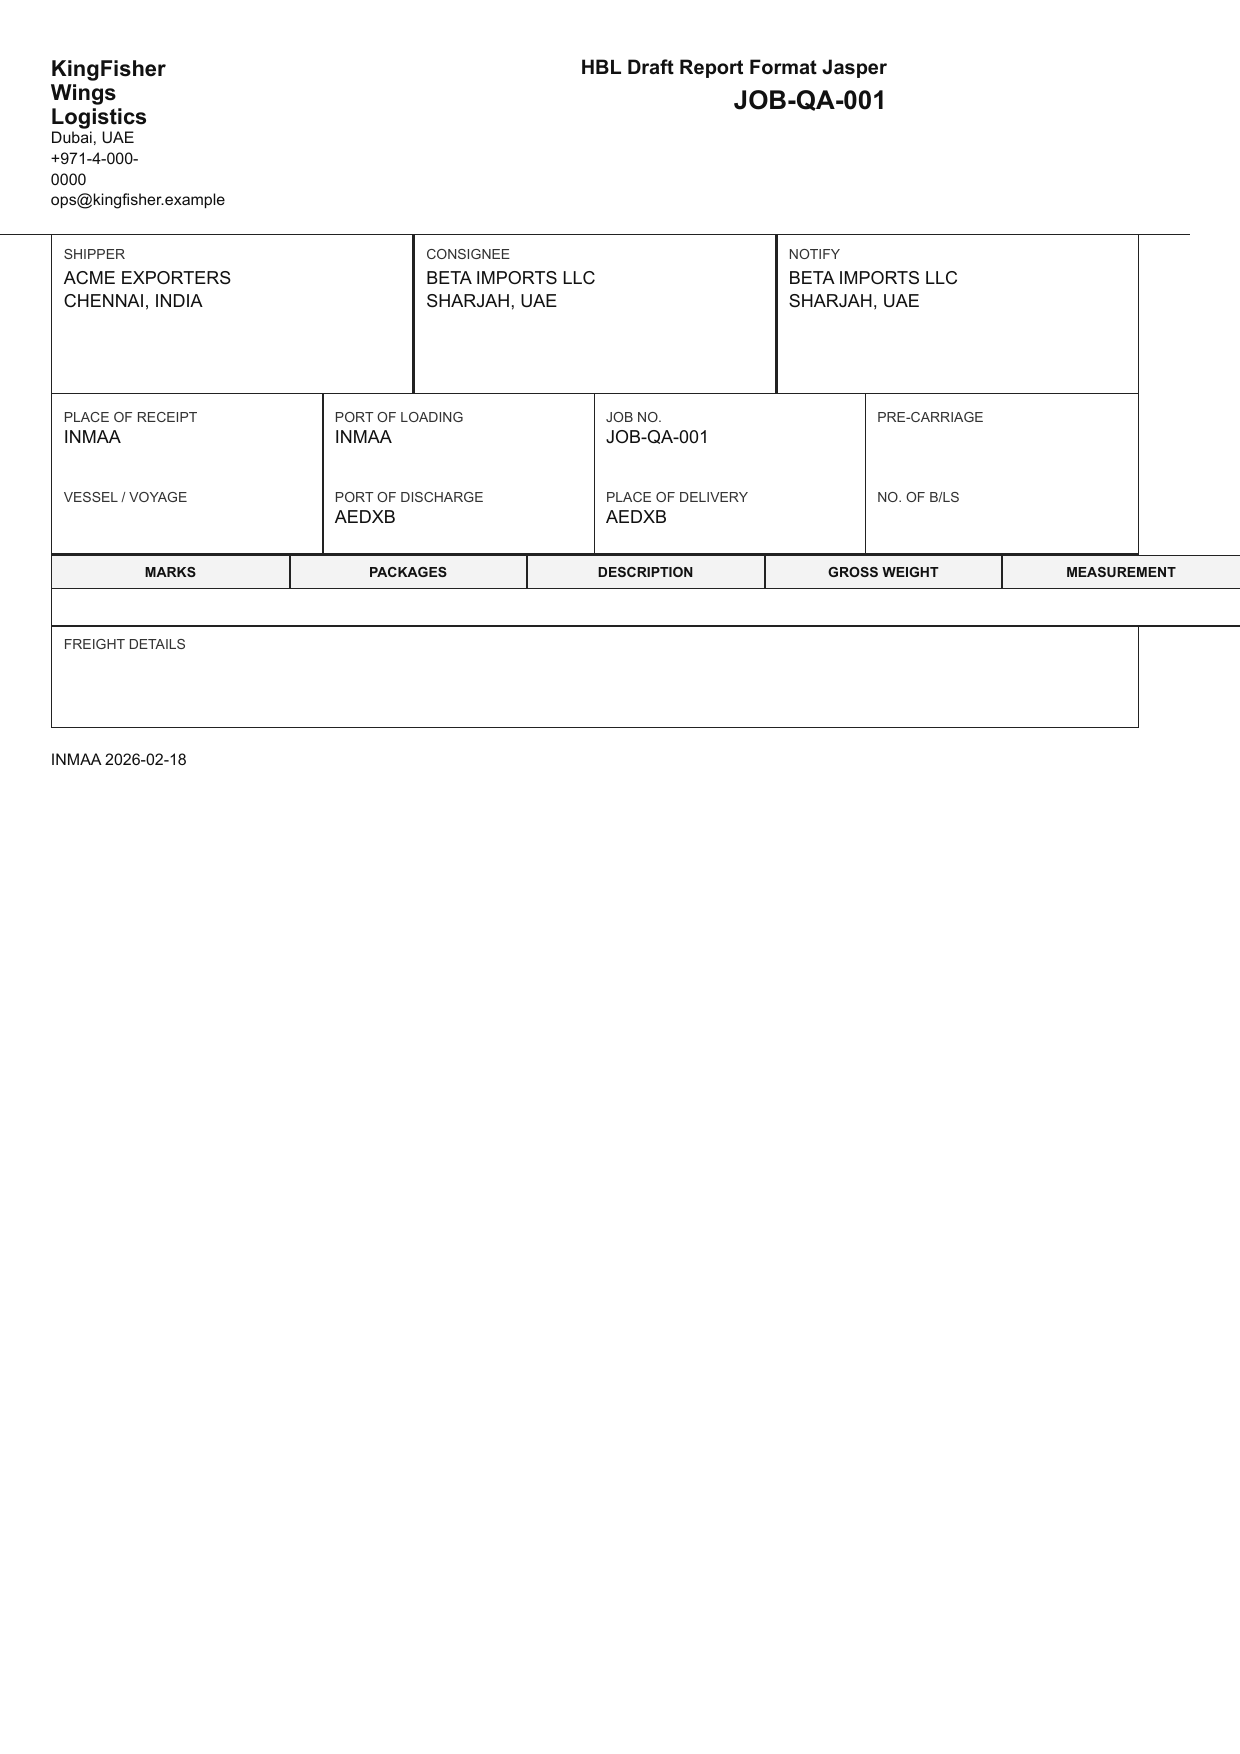 KingFisher
Wings
Logistics
Dubai, UAE
+971-4-000-
0000
ops@kingfisher.example
HBL Draft Report Format Jasper
JOB-QA-001
SHIPPER
ACME EXPORTERS
CHENNAI, INDIA
CONSIGNEE
BETA IMPORTS LLC
SHARJAH, UAE
NOTIFY
BETA IMPORTS LLC
SHARJAH, UAE
PLACE OF RECEIPT
INMAA
PORT OF LOADING
INMAA
JOB NO.
JOB-QA-001
PRE-CARRIAGE
VESSEL / VOYAGE
PORT OF DISCHARGE
AEDXB
PLACE OF DELIVERY
AEDXB
NO. OF B/LS
MARKS
PACKAGES
DESCRIPTION
GROSS WEIGHT
MEASUREMENT
FREIGHT DETAILS
INMAA 2026-02-18